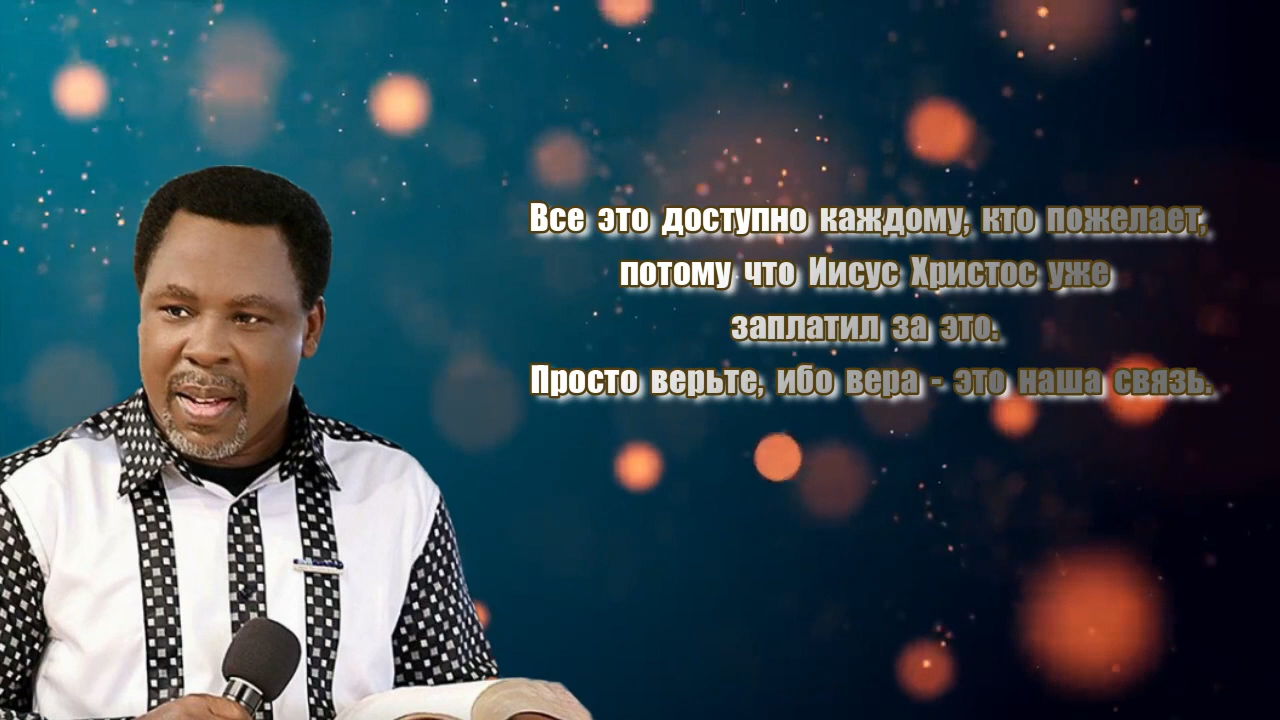 Все это доступно каждому, кто пожелает,
потому что Иисус Христос уже
заплатил за это.
Просто верьте, ибо вера - это наша связь.